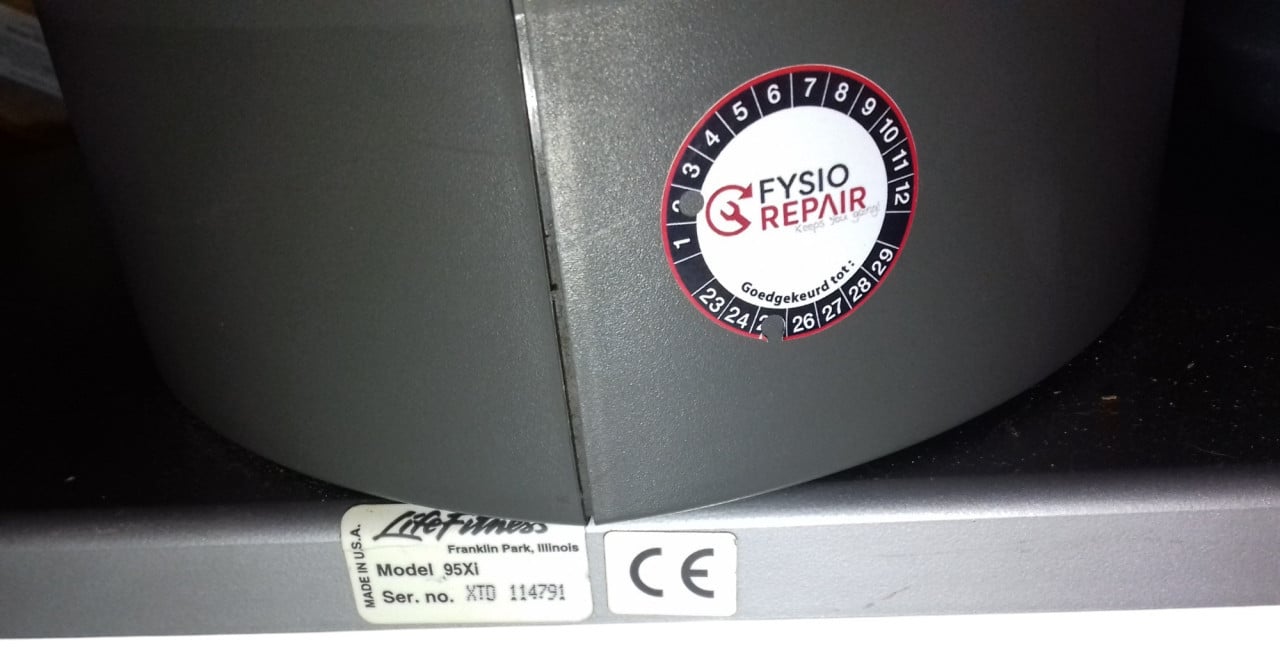 1 2 3 4 5 6 7 8 9 10 11 12
FYSIO
REPAIR
Keeps you going!
Goedgekeurd tot:
23 24 26 27 28 29
LifeFitness
Franklin Park, Illinois
MADE IN U.S.A.
Model 95Xi
Ser. no. XTD 114791
CE